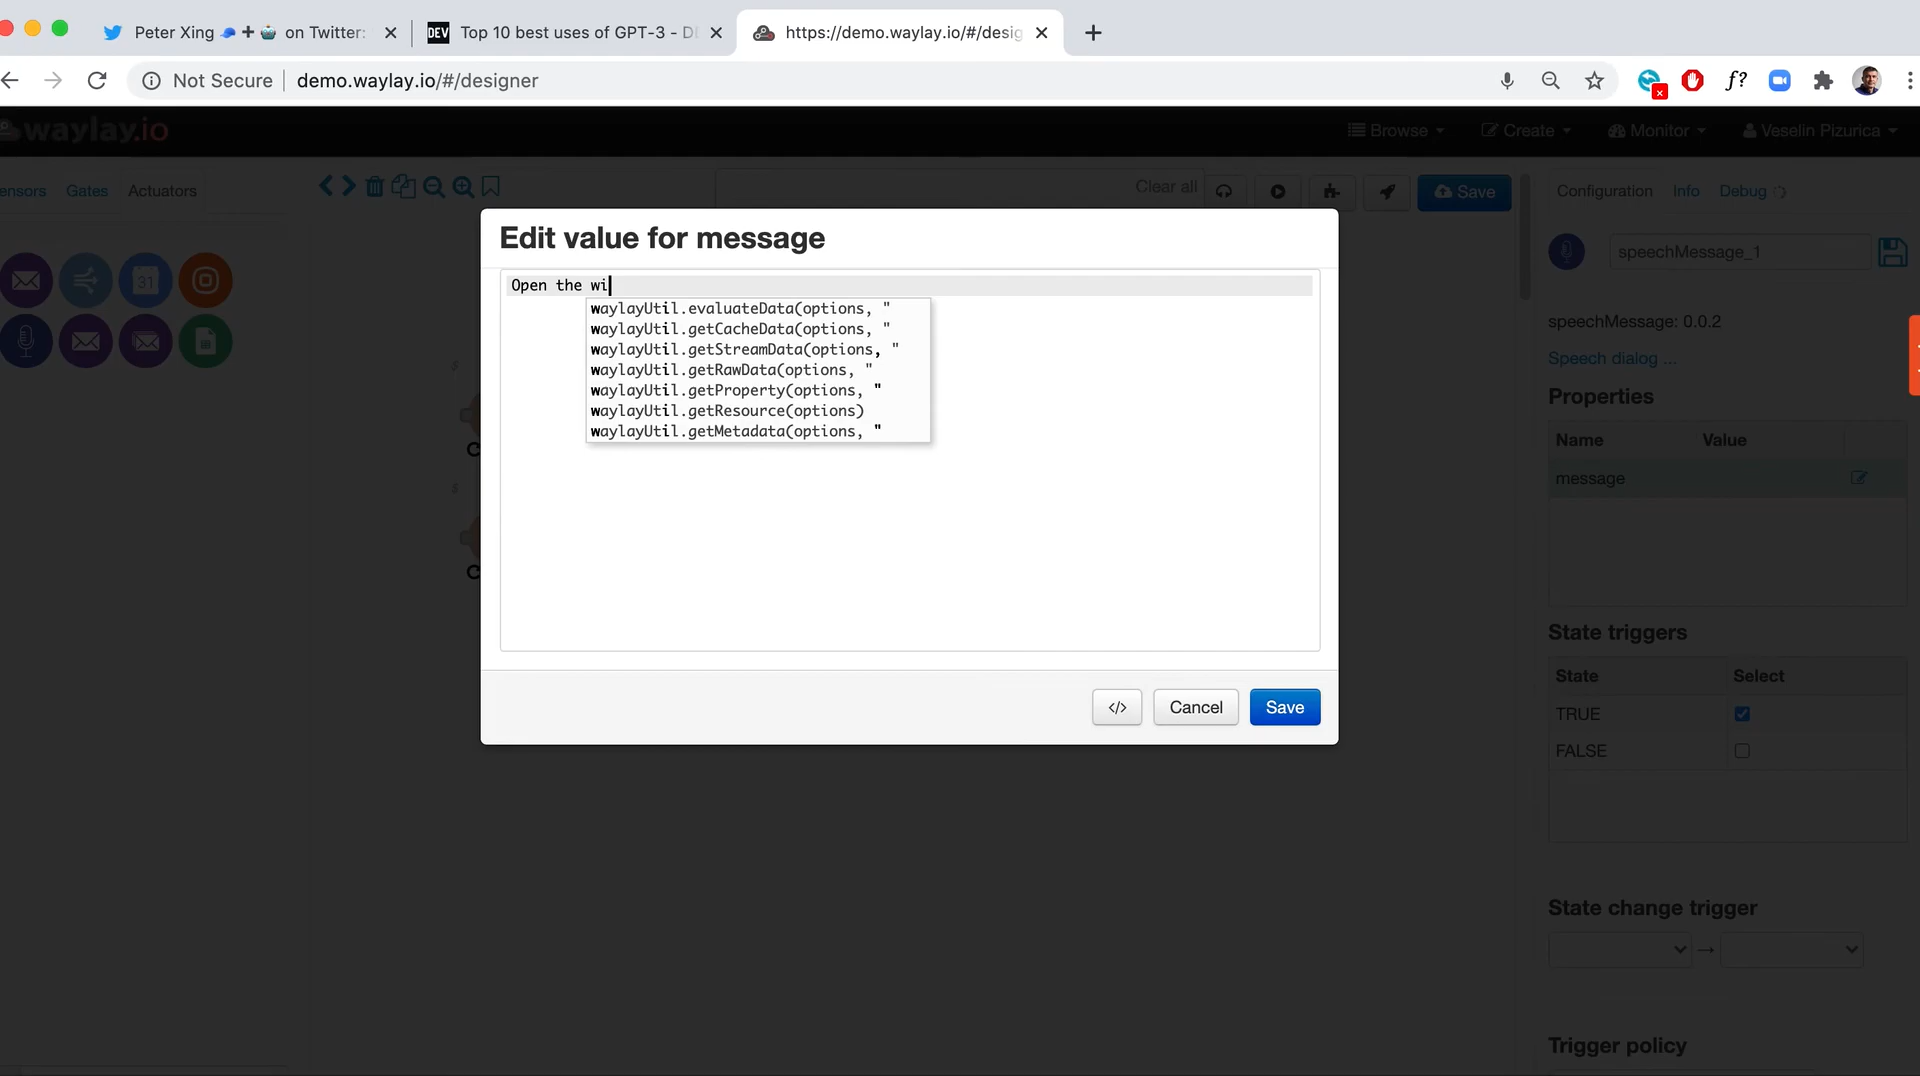 Peter Xing on Twitter:
DEV Top 10 best uses of GPT-3 - D
https://demo.waylay.io/#/desig
Not Secure demo.waylay.io/#/designer
f?
waylay.io
Browse Create Monitor Veselin Pizurica
ensors Gates Actuators
Clear all
Save
Configuration Info Debug
31
speechMessage_1
speechMessage: 0.0.2
Speech dialog ...
Properties
Name Value
message
State triggers
State Select
TRUE
FALSE
State change trigger
→
Trigger policy
Edit value for message
Open the wi
waylayUtil.evaluateData(options, "
waylayUtil.getCacheData(options, "
waylayUtil.getStreamData(options, "
waylayUtil.getRawData(options, "
waylayUtil.getProperty(options, "
waylayUtil.getResource(options)
waylayUtil.getMetadata(options, "
</> Cancel Save
C
C